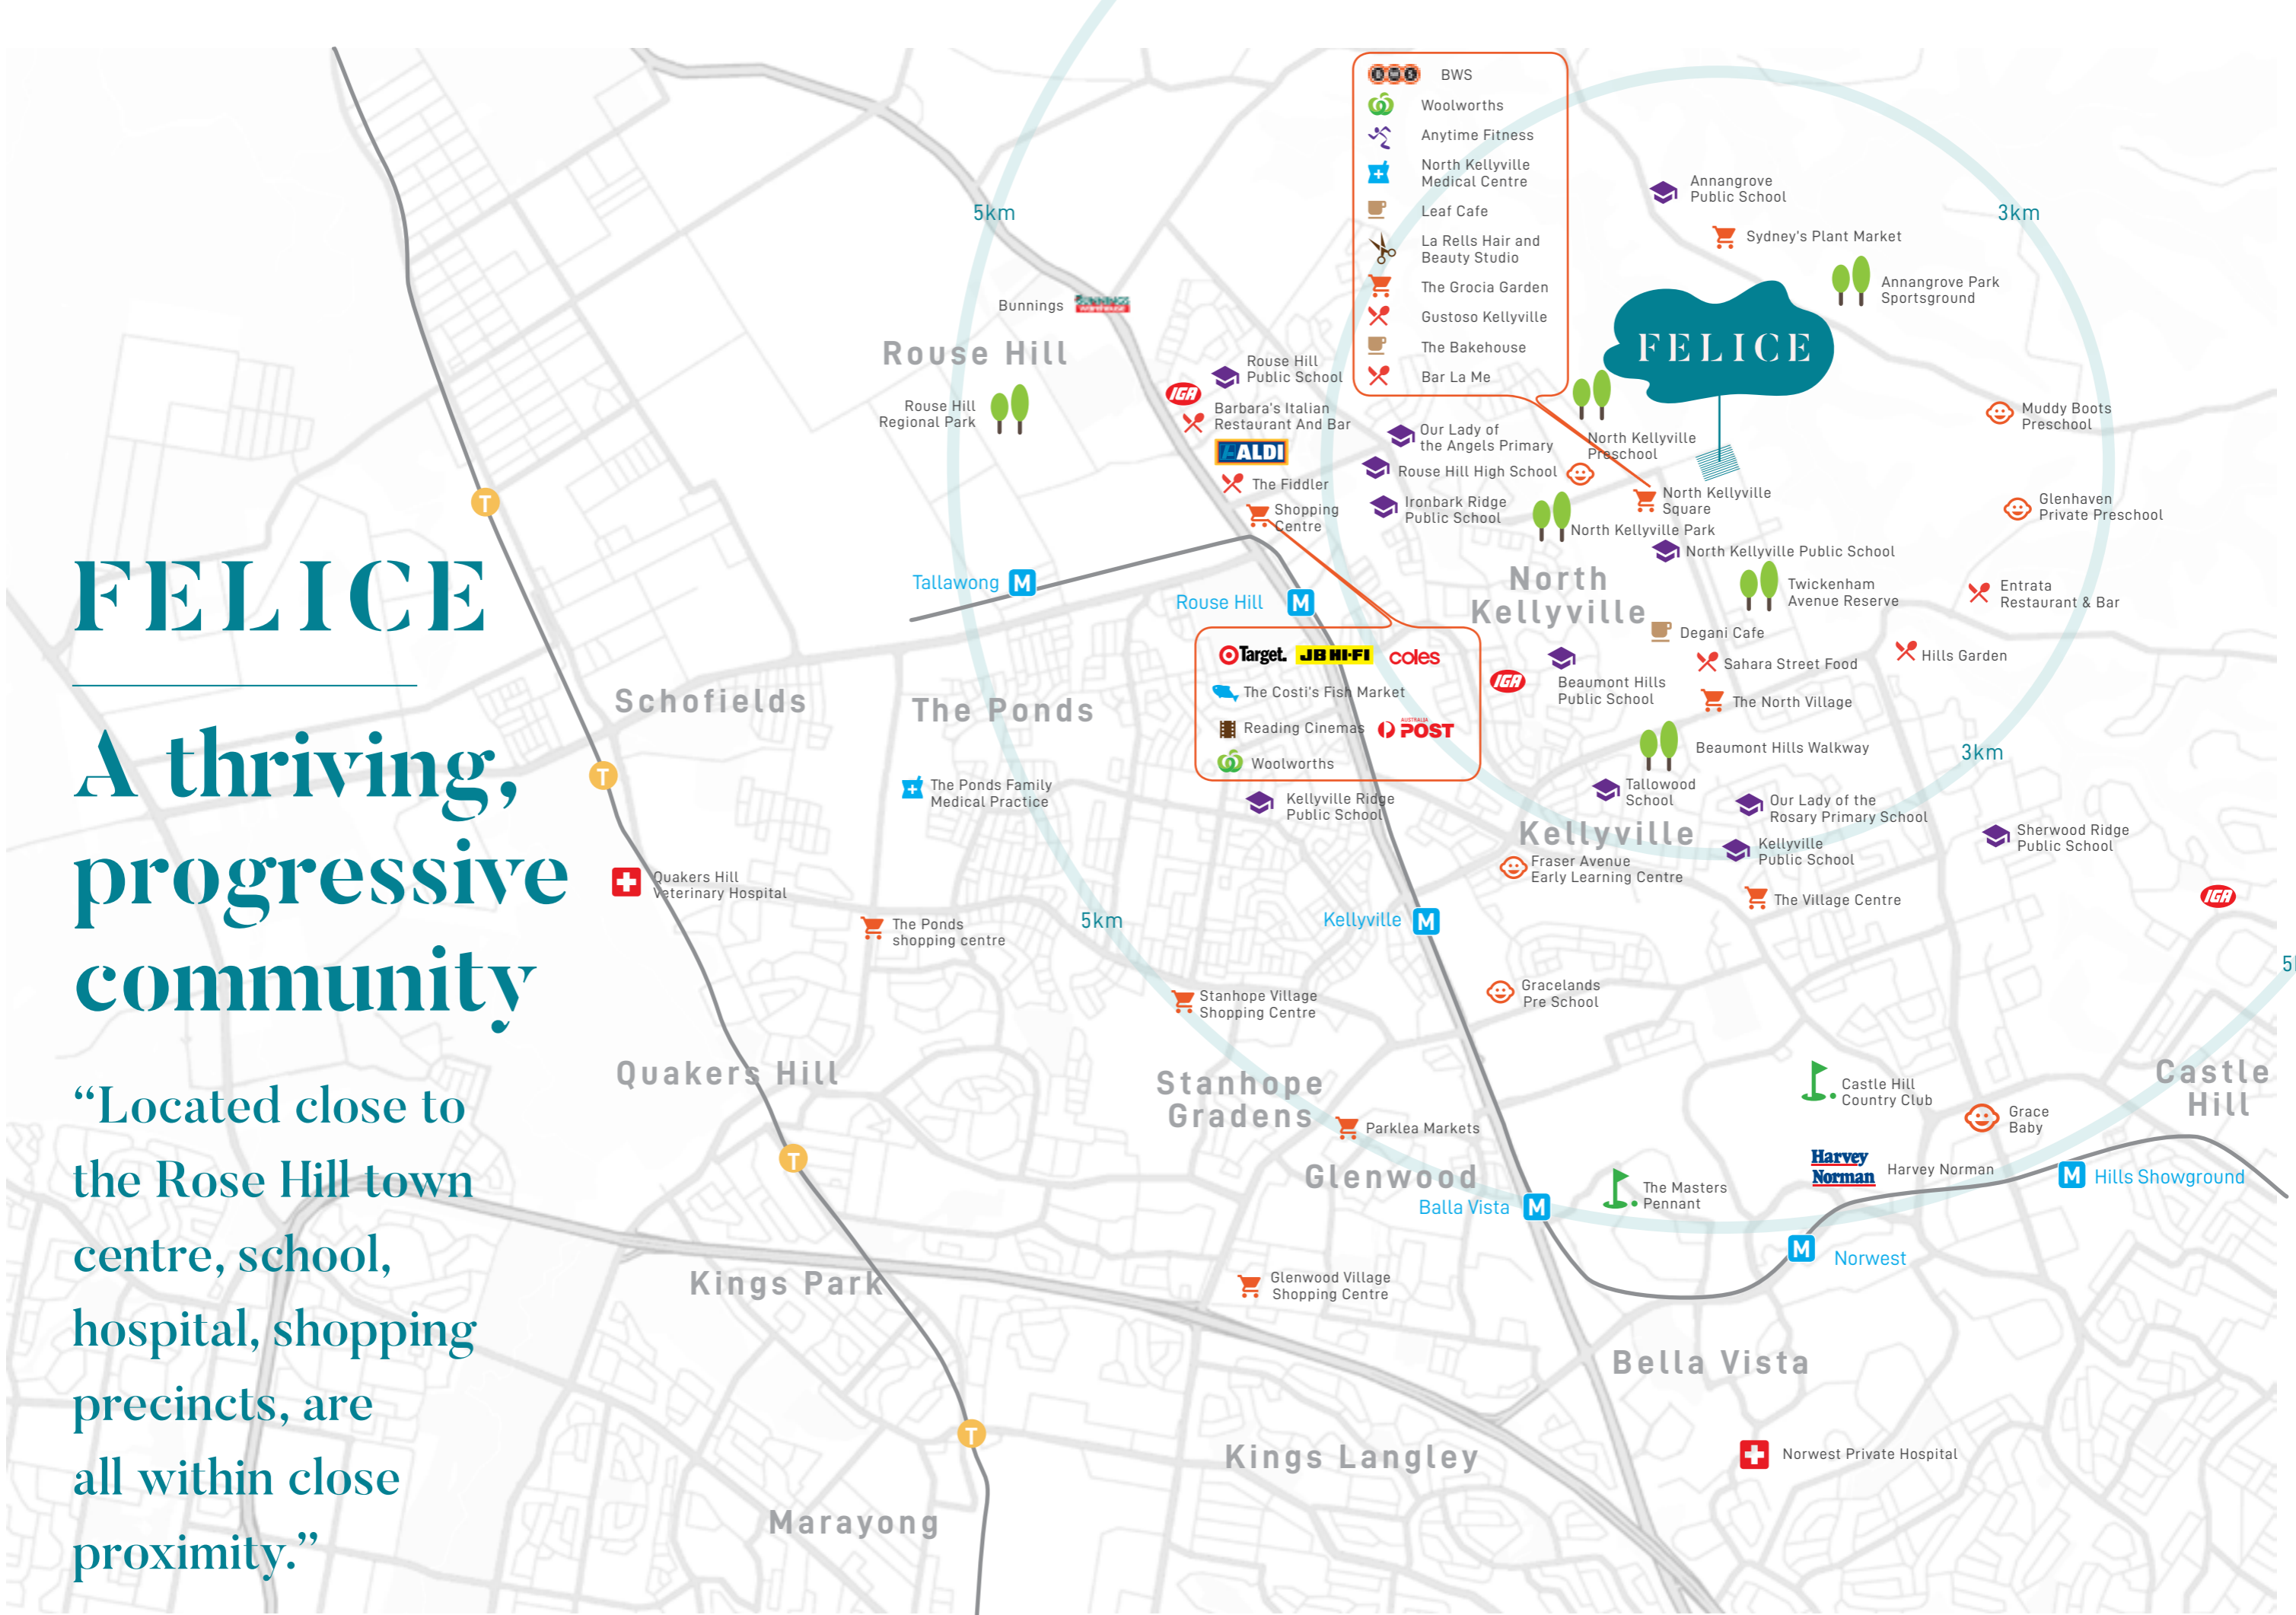 FELICE
A thriving,
progressive
community
“Located close to
the Rose Hill town
centre, school,
hospital, shopping
precincts, are
all within close
proximity.”
BWS
BWS
Woolworths
Anytime Fitness
North Kellyville
Medical Centre
Leaf Cafe
La Rells Hair and
Beauty Studio
The Grocia Garden
Gustoso Kellyville
The Bakehouse
Bar La Me
Annangrove
Public School
Sydney's Plant Market
Annangrove Park
Sportsground
5km
3km
FELICE
Bunnings
Rouse Hill
Rouse Hill
Regional Park
Rouse Hill
Public School
IGA
Barbara's Italian
Restaurant And Bar
ALDI
The Fiddler
Shopping
Centre
Our Lady of
the Angels Primary
Rouse Hill High School
Ironbark Ridge
Public School
North Kellyville
Preschool
North Kellyville
Square
North Kellyville Park
North Kellyville Public School
Muddy Boots
Preschool
Glenhaven
Private Preschool
Tallawong
M
Rouse Hill
M
North
Kellyville
Twickenham
Avenue Reserve
Entrata
Restaurant & Bar
Degani Cafe
Sahara Street Food
Hills Garden
The North Village
Target.
JB HI-FI
coles
The Costi's Fish Market
Reading Cinemas
AUSTRALIA
POST
Woolworths
IGA
Beaumont Hills
Public School
Beaumont Hills Walkway
3km
T
Schofields
The Ponds
T
The Ponds Family
Medical Practice
Kellyville Ridge
Public School
Tallowood
School
Our Lady of the
Rosary Primary School
Kellyville
Kellyville
Public School
Sherwood Ridge
Public School
Fraser Avenue
Early Learning Centre
The Village Centre
IGA
Quakers Hill
Veterinary Hospital
The Ponds
shopping centre
5km
Kellyville
M
5
Gracelands
Pre School
Stanhope Village
Shopping Centre
Quakers Hill
Stanhope
Gradens
Parklea Markets
Castle Hill
Country Club
Castle
Hill
Grace
Baby
T
Glenwood
Harvey
Norman
Harvey Norman
M
Hills Showground
The Masters
Pennant
Balla Vista
M
M
Norwest
Kings Park
Glenwood Village
Shopping Centre
Bella Vista
T
Kings Langley
Norwest Private Hospital
Marayong